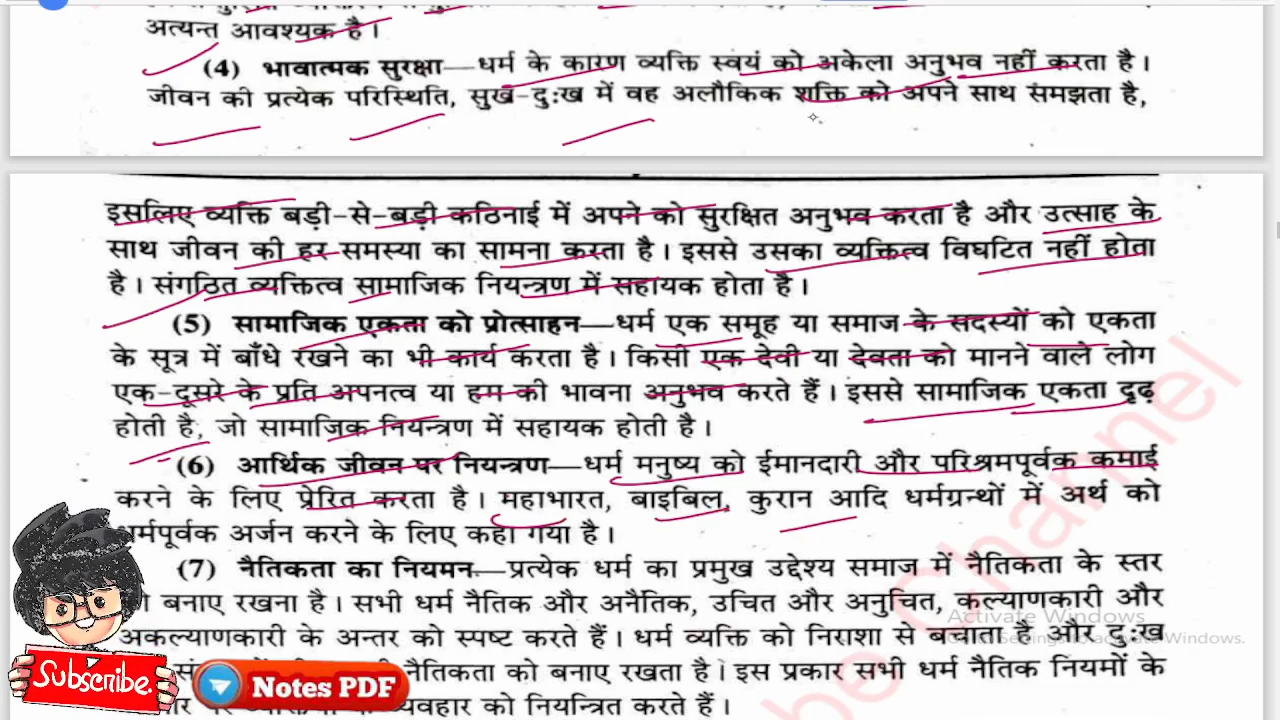 अत्यन्त आवश्यक है।
(4) भावात्मक सुरक्षा—धर्म के कारण व्यक्ति स्वयं को अकेला अनुभव नहीं करता है।
जीवन की प्रत्येक परिस्थिति, सुख-दुःख में वह अलौकिक शक्ति को अपने साथ समझता है,
इसलिए व्यक्ति बड़ी-से-बड़ी कठिनाई में अपने को सुरक्षित अनुभव करता है और उत्साह के
साथ जीवन की हर समस्या का सामना करता है। इससे उसका व्यक्तित्व विघटित नहीं होता
है। संगठित व्यक्तित्व सामाजिक नियन्त्रण में सहायक होता है।
(5) सामाजिक एकता को प्रोत्साहन—धर्म एक समूह या समाज के सदस्यों को एकता
के सूत्र में बाँधे रखने का भी कार्य करता है। किसी एक देवी या देवता को मानने वाले लोग
एक-दूसरे के प्रति अपनत्व या हम की भावना अनुभव करते हैं। इससे सामाजिक एकता दृढ़
होती है, जो सामाजिक नियन्त्रण में सहायक होती है।
(6) आर्थिक जीवन पर नियन्त्रण—धर्म मनुष्य को ईमानदारी और परिश्रमपूर्वक कमाई
करने के लिए प्रेरित करता है। महाभारत, बाइबिल, कुरान आदि धर्मग्रन्थों में अर्थ को
अर्जन करने के लिए कहा गया है।
(7) नैतिकता का नियमन—प्रत्येक धर्म का प्रमुख उद्देश्य समाज में नैतिकता के स्तर
बनाए रखना है। सभी धर्म नैतिक और अनैतिक, उचित और अनुचित, कल्याणकारी और
अकल्याणकारी के अन्तर को स्पष्ट करते हैं। धर्म व्यक्ति को निराशा से बचाता है और दुःख
नैतिकता को बनाए रखता है। इस प्रकार सभी धर्म नैतिक नियमों के
व्यवहार को नियन्त्रित करते हैं।
be Channel
Activate Windows
to activate Windows.
Subscribe.
Notes PDF